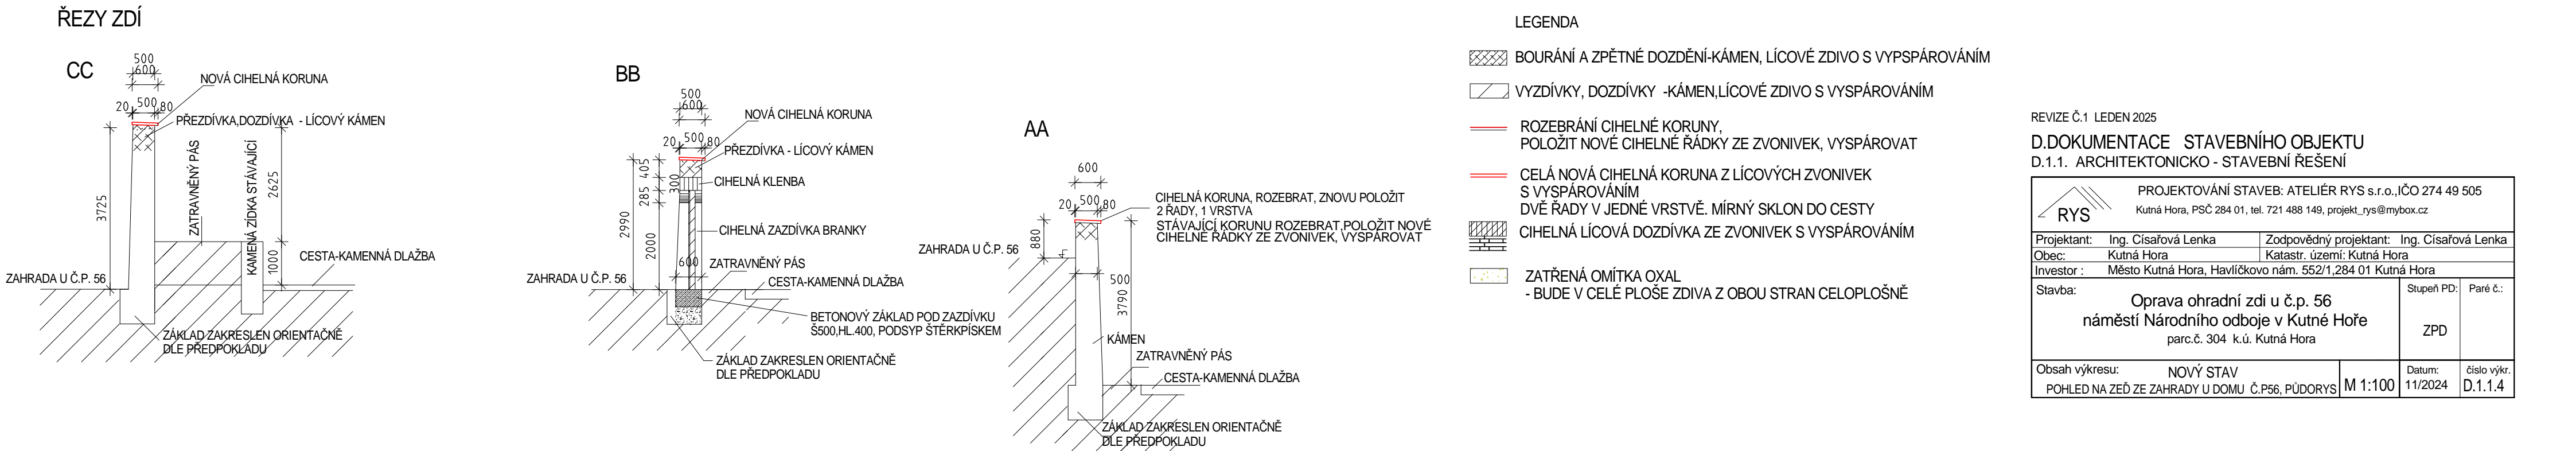 ŘEZY ZDÍ
CC
500
600
NOVÁ CIHELNÁ KORUNA
20 500 80
PŘEZDÍVKA,DOZDÍVKA - LÍCOVÝ KÁMEN
3725
ZATRAVNĚNÝ PÁS
KAMENÁ ZÍDKA STÁVAJÍCÍ
2625
1000
CESTA-KAMENNÁ DLAŽBA
ZAHRADA U Č.P. 56
ZÁKLAD ZAKRESLEN ORIENTAČNĚ
DLE PŘEDPOKLADU
BB
500
600
NOVÁ CIHELNÁ KORUNA
20 500 80
PŘEZDÍVKA - LÍCOVÝ KÁMEN
405
300
CIHELNÁ KLENBA
285
2990
2000
CIHELNÁ ZAZDÍVKA BRANKY
600
ZATRAVNĚNÝ PÁS
ZAHRADA U Č.P. 56
CESTA-KAMENNÁ DLAŽBA
BETONOVÝ ZÁKLAD POD ZAZDÍVKU
Š500,HL.400, PODSYP ŠTĚRKPÍSKEM
ZÁKLAD ZAKRESLEN ORIENTAČNĚ
DLE PŘEDPOKLADU
AA
600
20 500 80
CIHELNÁ KORUNA, ROZEBRAT, ZNOVU POLOŽIT
2 ŘADY, 1 VRSTVA
STÁVAJÍCÍ KORUNU ROZEBRAT,POLOŽIT NOVÉ
CIHELNÉ ŘÁDKY ZE ZVONIVEK, VYSPÁROVAT
880
ZAHRADA U Č.P. 56
500
3790
KÁMEN
ZATRAVNĚNÝ PÁS
CESTA-KAMENNÁ DLAŽBA
ZÁKLAD ZAKRESLEN ORIENTAČNĚ
DLE PŘEDPOKLADU
LEGENDA
BOURÁNÍ A ZPĚTNÉ DOZDĚNÍ-KÁMEN, LÍCOVÉ ZDIVO S VYPSPÁROVÁNÍM
VYZDÍVKY, DOZDÍVKY -KÁMEN,LÍCOVÉ ZDIVO S VYSPÁROVÁNÍM
ROZEBRÁNÍ CIHELNÉ KORUNY,
POLOŽIT NOVÉ CIHELNÉ ŘÁDKY ZE ZVONIVEK, VYSPÁROVAT
CELÁ NOVÁ CIHELNÁ KORUNA Z LÍCOVÝCH ZVONIVEK
S VYSPÁROVÁNÍM
DVĚ ŘADY V JEDNÉ VRSTVĚ. MÍRNÝ SKLON DO CESTY
CIHELNÁ LÍCOVÁ DOZDÍVKA ZE ZVONIVEK S VYSPÁROVÁNÍM
ZATŘENÁ OMÍTKA OXAL
- BUDE V CELÉ PLOŠE ZDIVA Z OBOU STRAN CELOPLOŠNĚ
REVIZE Č.1 LEDEN 2025
D.DOKUMENTACE STAVEBNÍHO OBJEKTU
D.1.1. ARCHITEKTONICKO - STAVEBNÍ ŘEŠENÍ
RYS
PROJEKTOVÁNÍ STAVEB: ATELIÉR RYS s.r.o.,IČO 274 49 505
Kutná Hora, PSČ 284 01, tel. 721 488 149, projekt_rys@mybox.cz
Projektant: Ing. Císařová Lenka Zodpovědný projektant: Ing. Císařová Lenka
Obec: Kutná Hora Katastr. území: Kutná Hora
Investor : Město Kutná Hora, Havlíčkovo nám. 552/1,284 01 Kutná Hora
Stavba:
Oprava ohradní zdi u č.p. 56
náměstí Národního odboje v Kutné Hoře
parc.č. 304 k.ú. Kutná Hora
Stupeň PD: Paré č.:
ZPD
Obsah výkresu: NOVÝ STAV
POHLED NA ZEĎ ZE ZAHRADY U DOMU Č.P56, PŮDORYS
M 1:100
Datum: číslo výkr.
11/2024 D.1.1.4